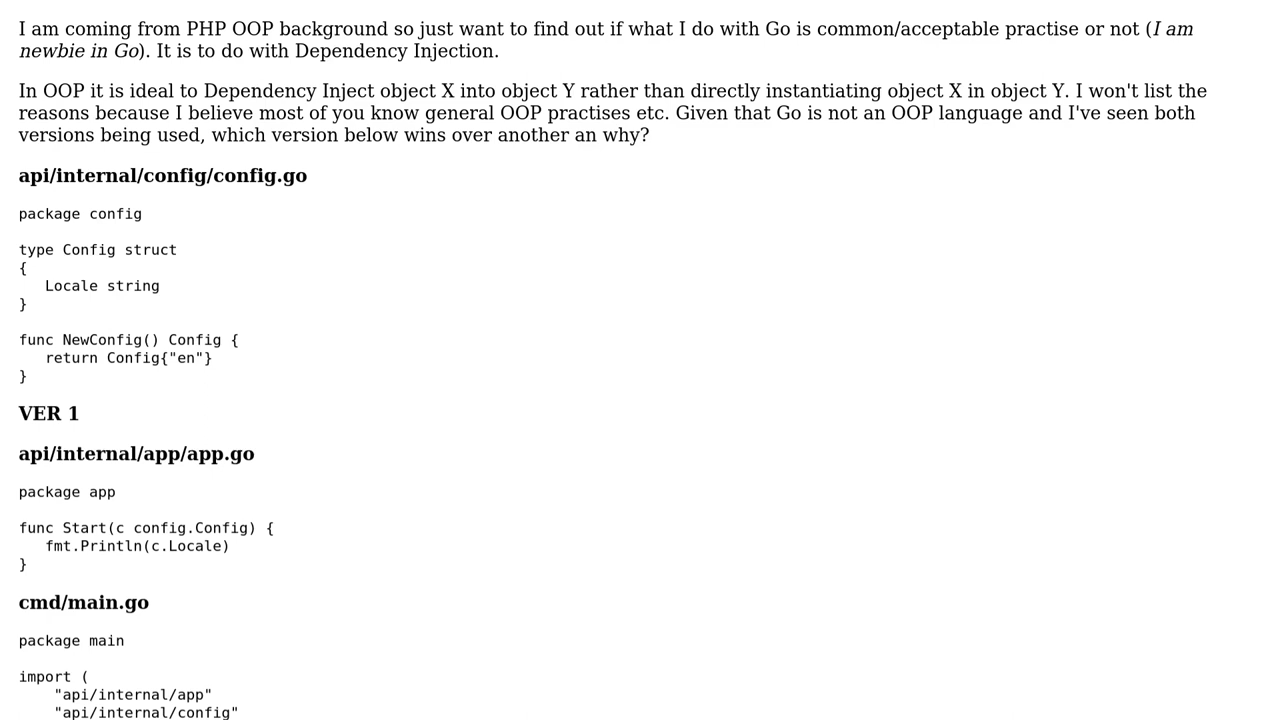 I am coming from PHP OOP background so just want to find out if what I do with Go is common/acceptable practise or not (I am
newbie in Go). It is to do with Dependency Injection.
In OOP it is ideal to Dependency Inject object X into object Y rather than directly instantiating object X in object Y. I won't list the
reasons because I believe most of you know general OOP practises etc. Given that Go is not an OOP language and I've seen both
versions being used, which version below wins over another an why?
api/internal/config/config.go
package config
type Config struct
{
   Locale string
}
func NewConfig() Config {
   return Config{"en"}
}
VER 1
api/internal/app/app.go
package app
func Start(c config.Config) {
   fmt.Println(c.Locale)
}
cmd/main.go
package main
import (
    "api/internal/app"
    "api/internal/config"